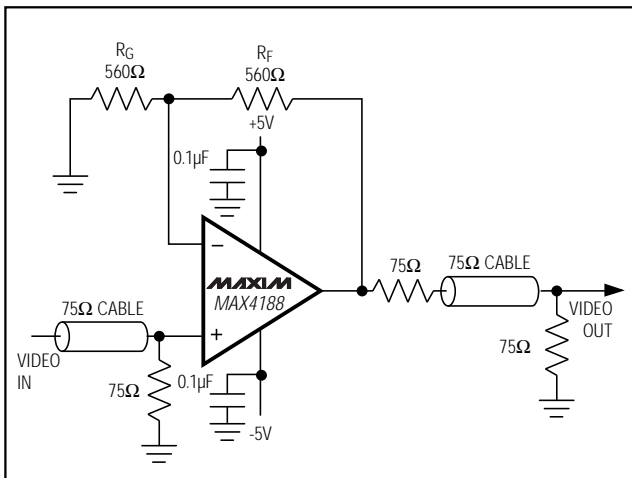 RG
560Ω
RF
560Ω
+5V
0.1µF
MAXIM
MAX4188
75Ω CABLE
75Ω
75Ω CABLE
VIDEO
IN
VIDEO
OUT
75Ω
75Ω
0.1µF
-5V
−
+